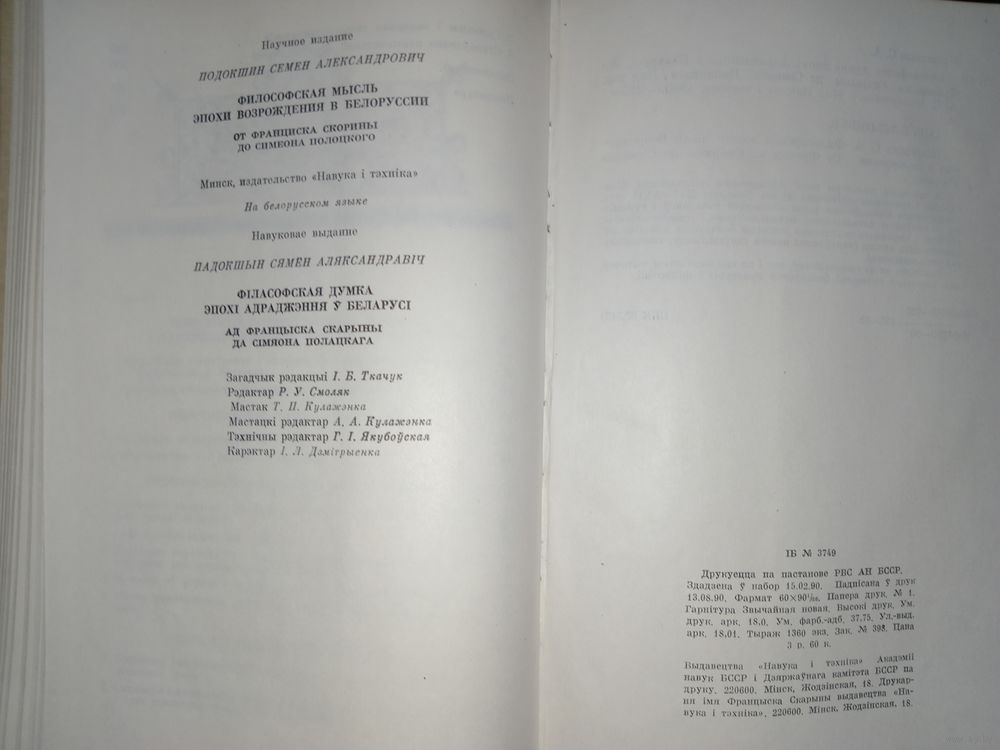 Научное издание
ПОДОКШИН СЕМЕН АЛЕКСАНДРОВИЧ
ФИЛОСОФСКАЯ МЫСЛЬ
ЭПОХИ ВОЗРОЖДЕНИЯ В БЕЛОРУССИИ
ОТ ФРАНЦИСКА СКОРИНЫ
ДО СИМЕОНА ПОЛОЦКОГО
Минск, издательство «Навука і тэхніка»
На белорусском языке
Навуковае выданне
ПАДОКШЫН СЯМЕН АЛЯКСАНДРАВІЧ
ФІЛАСОФСКАЯ ДУМКА
ЭПОХІ АДРАДЖЭННЯ Ў БЕЛАРУСІ
АД ФРАНЦЫСКА СКАРЫНЫ
ДА СІМЯОНА ПОЛАЦКАГА
Загадчык рэдакцыі І. Б. Ткачук
Рэдактар Р. У. Смоляк
Мастак Т. П. Кулажэнка
Мастацкі рэдактар А. А. Кулажэнка
Тэхнічны рэдактар Г. І. Якубоўская
Карэктар І. Л. Дзмітрыенка
ІБ № 3749
Друкуецца па пастанове РВС АН БССР.
Здадзена ў набор 15.02.90. Падпісана ў друк
13.08.90. Фармат 60×90 1/16. Папера друк. № 1.
Гарнітура Звычайная новая. Высокі друк. Ум.
друк. арк. 18,0. Ум. фарб.-адб. 37,75. Ул.-выд.
арк. 18,01. Тыраж 1360 экз. Зак. № 398. Цана
3 р. 60 к.
Выдавецтва «Навука і тэхніка» Акадэміі
навук БССР і Дзяржаўнага камітэта БССР па
друку. 220600. Мінск, Жодзінская, 18. Друкар-
ня імя Францыска Скарыны выдавецтва «На-
вука і тэхніка». 220600. Мінск, Жодзінская, 18.